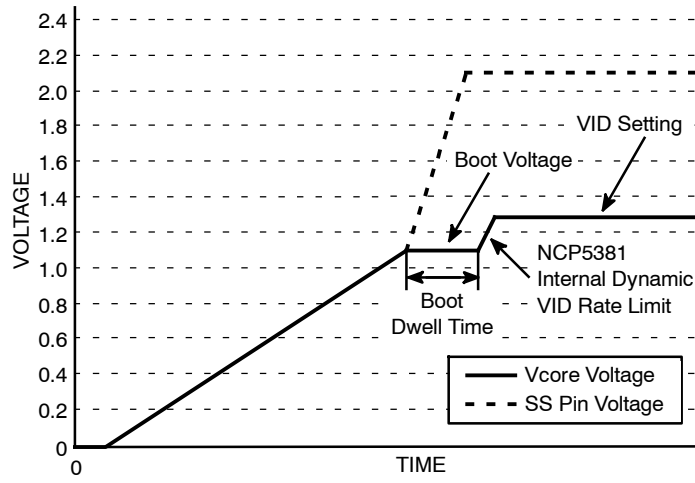 2.4
2.2
2.0
1.8
1.6
1.4
1.2
1.0
0.8
0.6
0.4
0.2
0
0
VOLTAGE
TIME
VID Setting
Boot Voltage
NCP5381
Internal Dynamic
VID Rate Limit
Boot
Dwell Time
Vcore Voltage
SS Pin Voltage